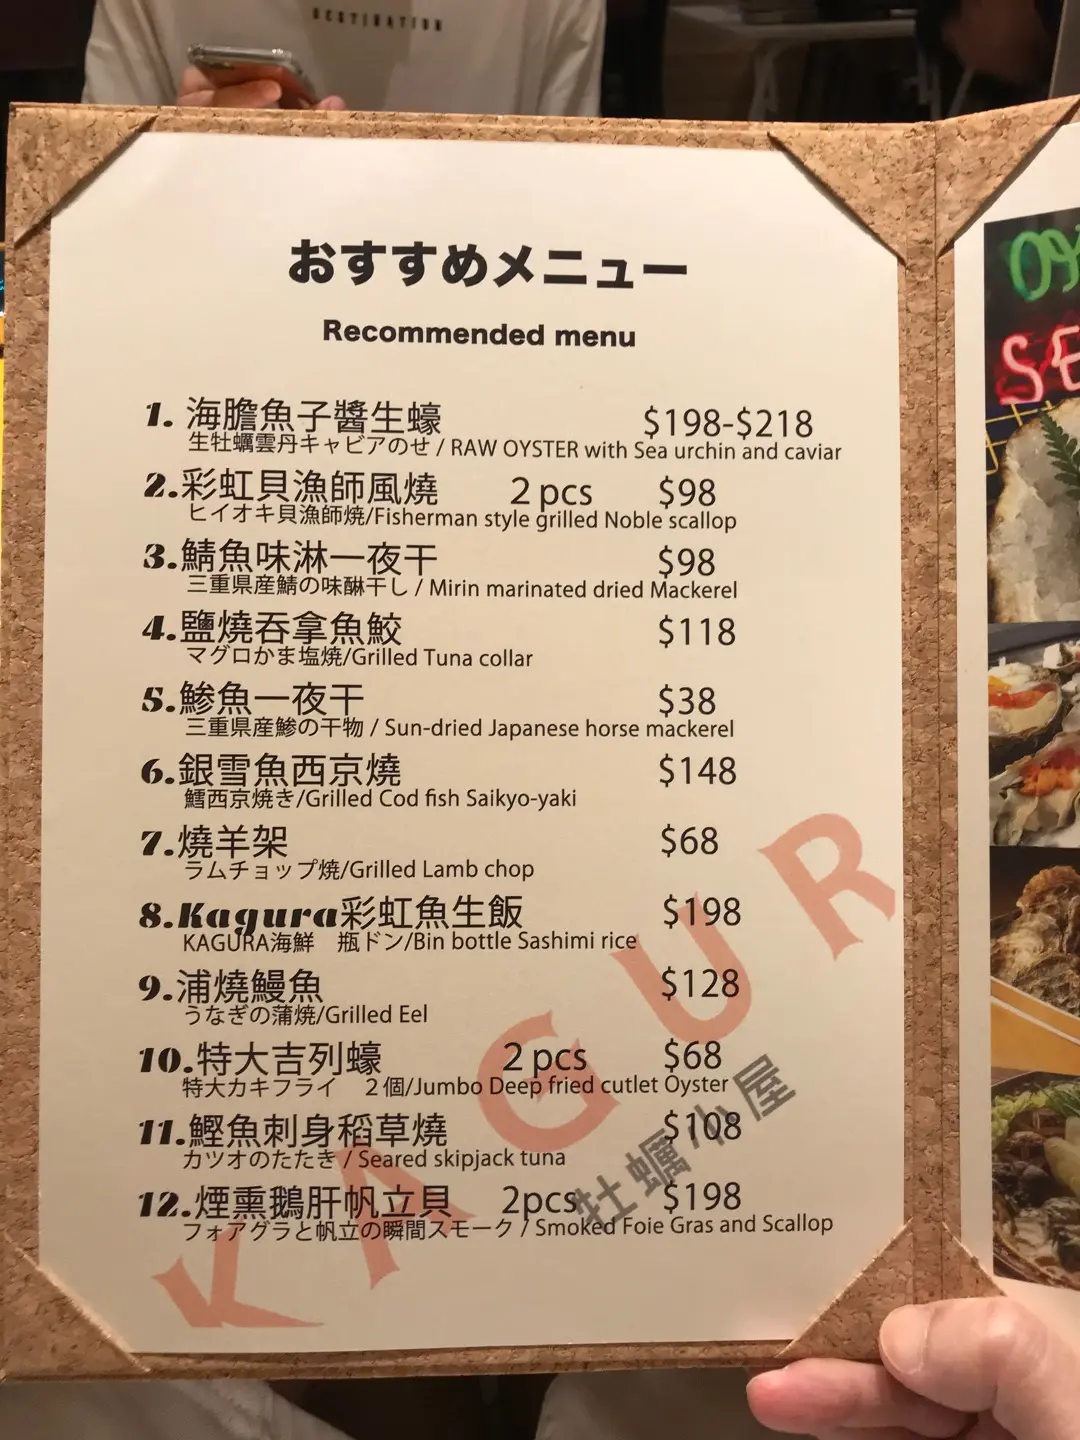 DESTINATION
おすすめメニュー
Recommended menu
1. 海膽魚子醬生蠔 $198-$218
生牡蠣雲丹キャビアのせ / RAW OYSTER with Sea urchin and caviar
2.彩虹貝漁師風燒 2 pcs $98
ヒイオキ貝漁師焼/Fisherman style grilled Noble scallop
3.鯖魚味淋一夜干 $98
三重県産鯖の味醂干し / Mirin marinated dried Mackerel
4.鹽燒吞拿魚鮫 $118
マグロかま塩焼/Grilled Tuna collar
5.鯵魚一夜干 $38
三重県産鯵の干物 / Sun-dried Japanese horse mackerel
6.銀雪魚西京燒 $148
鱈西京焼き/Grilled Cod fish Saikyo-yaki
7.燒羊架 $68
ラムチョップ焼/Grilled Lamb chop
8.Kagura彩虹魚生飯 $198
KAGURA海鮮 瓶ドン/Bin bottle Sashimi rice
9.浦燒鰻魚 $128
うなぎの蒲焼/Grilled Eel
10.特大吉列蠔 2 pcs $68
特大カキフライ 2個/Jumbo Deep fried cutlet Oyster
11.鰹魚刺身稻草燒 $108
カツオのたたき / Seared skipjack tuna
12.煙熏鵝肝帆立貝 2pcs $198
フォアグラと帆立の瞬間スモーク / Smoked Foie Gras and Scallop
KAGUR
牡蠣小屋